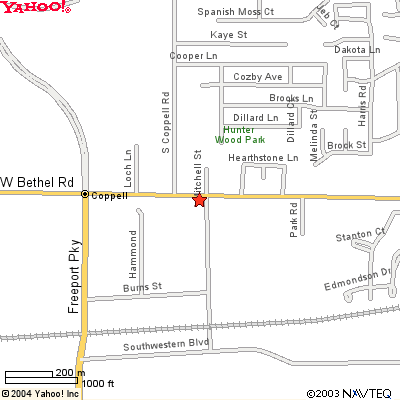 YAHOO!
Spanish Moss Ct
Jeb Ct
Kaye St
Dakota Ln
Cooper Ln
Cozby Ave
Brooks Ln
Harris Rd
Dillard Ln
Dillard Ct
Hunter
Wood Park
Melinda St
Brock St
S Coppell Rd
Mitchell St
Hearthstone Ln
Loch Ln
W Bethel Rd
Coppell
Park Rd
Stanton Ct
Hammond
Freeport Pky
Edmondson Dr
Burns St
Southwestern Blvd
200 m
1000 ft
©2004 Yahoo! Inc
©2003 NAVTEQ